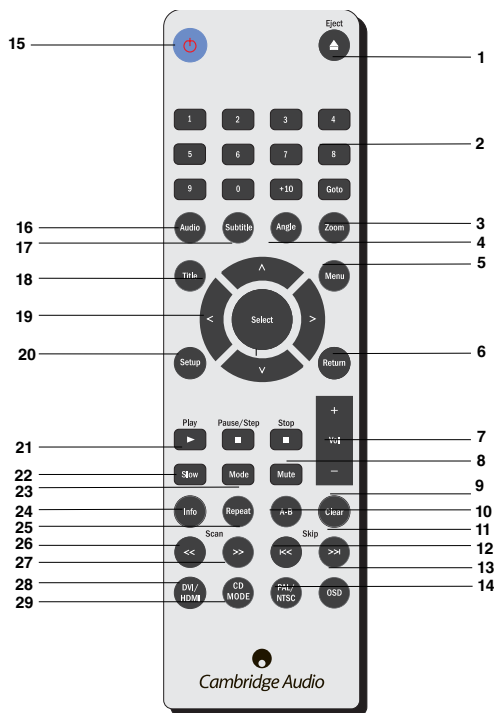 Eject
15
1
1 2 3 4
2
5 6 7 8
9 0 +10 Goto
16 Audio Subtitle Angle Zoom 3
17 4
Title Menu 5
18
19 < ^ Select > v
20 Setup Return 6
+
Play Pause/Step Stop
21 Vol 7
8
22 Slow Mode Mute −
23 9
24 Info Repeat A-B Clear 10
25 11
26 Scan Skip
<< >> I<< >>I 12
27 13
28 DVI/HDMI CD MODE PAL/NTSC OSD 14
29
Cambridge Audio